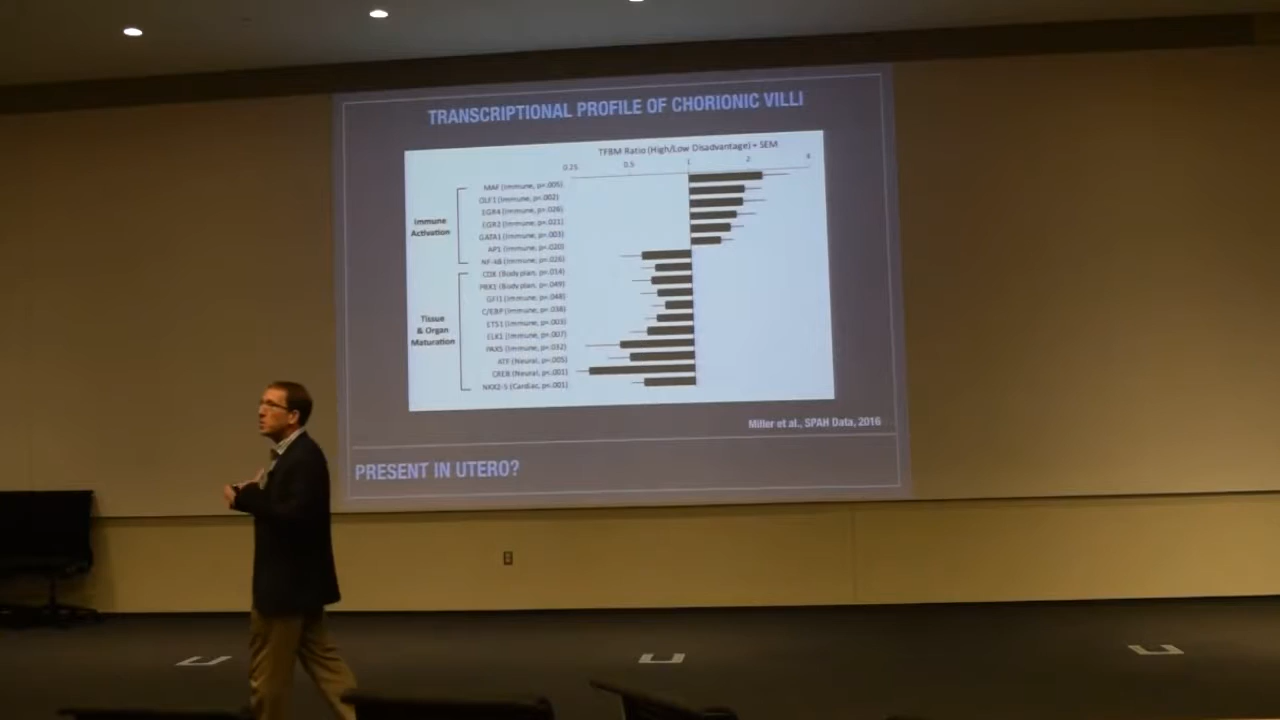 TRANSCRIPTIONAL PROFILE OF CHORIONIC VILLI
TFBM Ratio (High/Low Disadvantage) + SEM
0.25 0.5 1 2 4
Immune
Activation
MAF (Immune, p=.005)
OLF1 (Immune, p=.002)
EGR4 (Immune, p=.026)
EGR2 (Immune, p=.021)
GATA1 (Immune, p=.003)
AP1 (Immune, p=.020)
NF-kB (Immune, p=.026)
Tissue
& Organ
Maturation
CDX (Body plan, p=.014)
PBX1 (Body plan, p=.049)
GFI1 (Immune, p=.048)
C/EBP (Immune, p=.038)
ETS1 (Immune, p=.003)
ELK1 (Immune, p=.007)
PAX5 (Immune, p=.032)
ATF (Neural, p=.005)
CREB (Neural, p=.001)
NKX2-5 (Cardiac, p=.001)
Miller et al., SPAH Data, 2016
PRESENT IN UTERO?